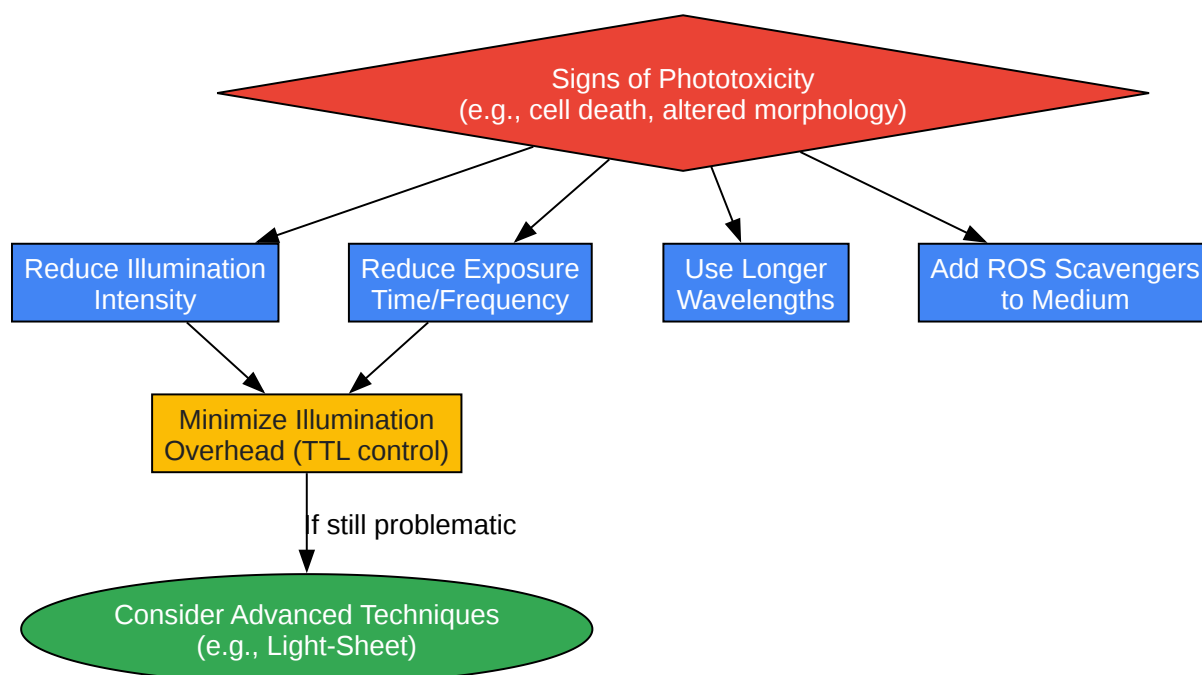 Signs of Phototoxicity
(e.g., cell death, altered morphology)
Reduce Illumination
Intensity
Reduce Exposure
Time/Frequency
Use Longer
Wavelengths
Add ROS Scavengers
to Medium
Minimize Illumination
Overhead (TTL control)
If still problematic
Consider Advanced Techniques
(e.g., Light-Sheet)